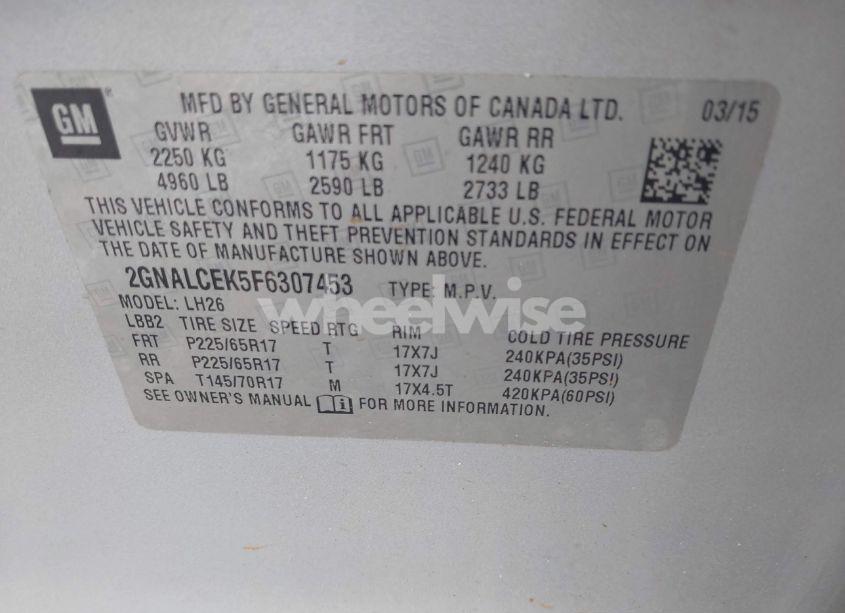 GM
MFD BY GENERAL MOTORS OF CANADA LTD. 03/15
GVWR GAWR FRT GAWR RR
2250 KG 1175 KG 1240 KG
4960 LB 2590 LB 2733 LB
THIS VEHICLE CONFORMS TO ALL APPLICABLE U.S. FEDERAL MOTOR
VEHICLE SAFETY AND THEFT PREVENTION STANDARDS IN EFFECT ON
THE DATE OF MANUFACTURE SHOWN ABOVE.
2GNALCEK5F6307453 TYPE: M.P.V.
wheelwise
MODEL: LH26
LBB2 TIRE SIZE SPEED RTG RIM COLD TIRE PRESSURE
FRT P225/65R17 T 17X7J 240KPA(35PSI)
RR P225/65R17 T 17X7J 240KPA(35PSI)
SPA T145/70R17 M 17X4.5T 420KPA(60PSI)
SEE OWNER'S MANUAL FOR MORE INFORMATION.